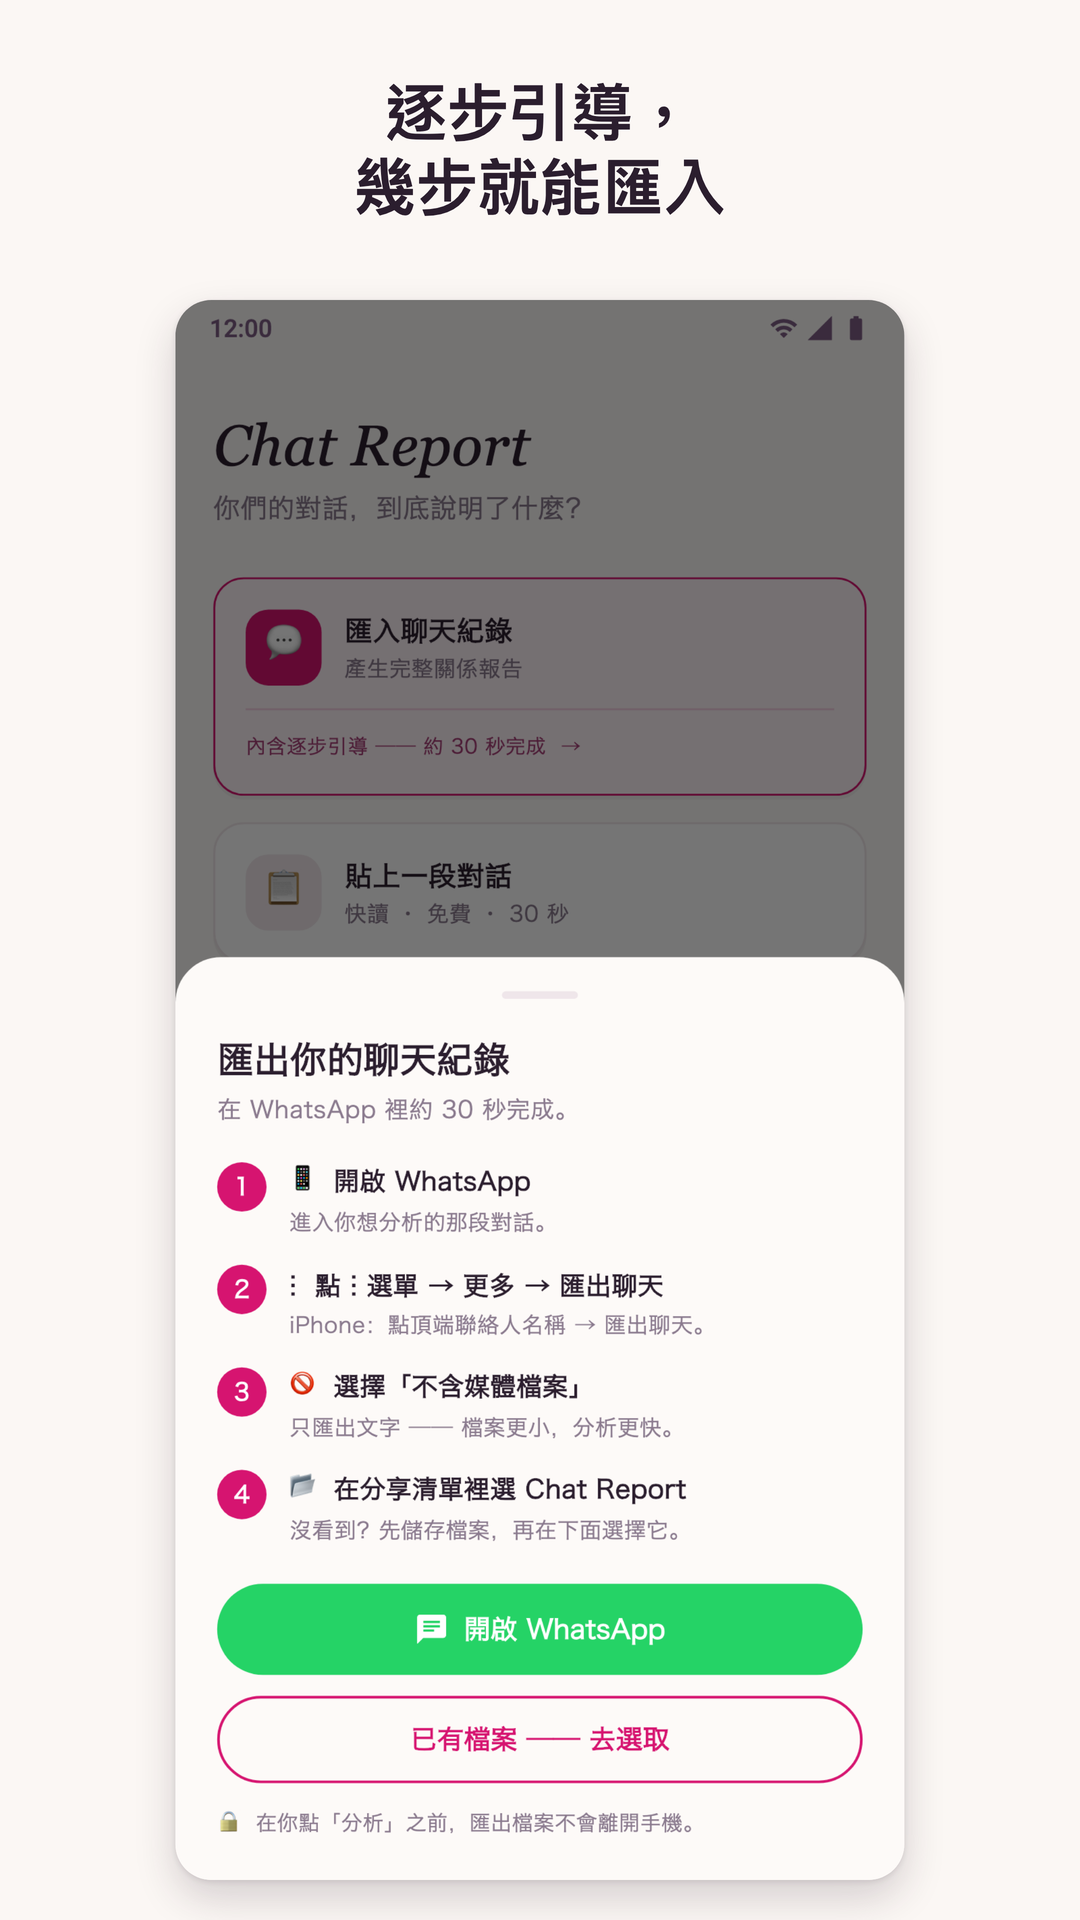 逐步引導，
幾步就能匯入
12:00
Chat Report
你們的對話，到底說明了什麼？
匯入聊天紀錄
產生完整關係報告
內含逐步引導 —— 約 30 秒完成 →
貼上一段對話
快讀 · 免費 · 30 秒
匯出你的聊天紀錄
在 WhatsApp 裡約 30 秒完成。
1 開啟 WhatsApp
進入你想分析的那段對話。
2 ⋮ 點⋮選單 → 更多 → 匯出聊天
iPhone：點頂端聯絡人名稱 → 匯出聊天。
3 選擇「不含媒體檔案」
只匯出文字 —— 檔案更小，分析更快。
4 在分享清單裡選 Chat Report
沒看到？先儲存檔案，再在下面選擇它。
開啟 WhatsApp
已有檔案 —— 去選取
在你點「分析」之前，匯出檔案不會離開手機。